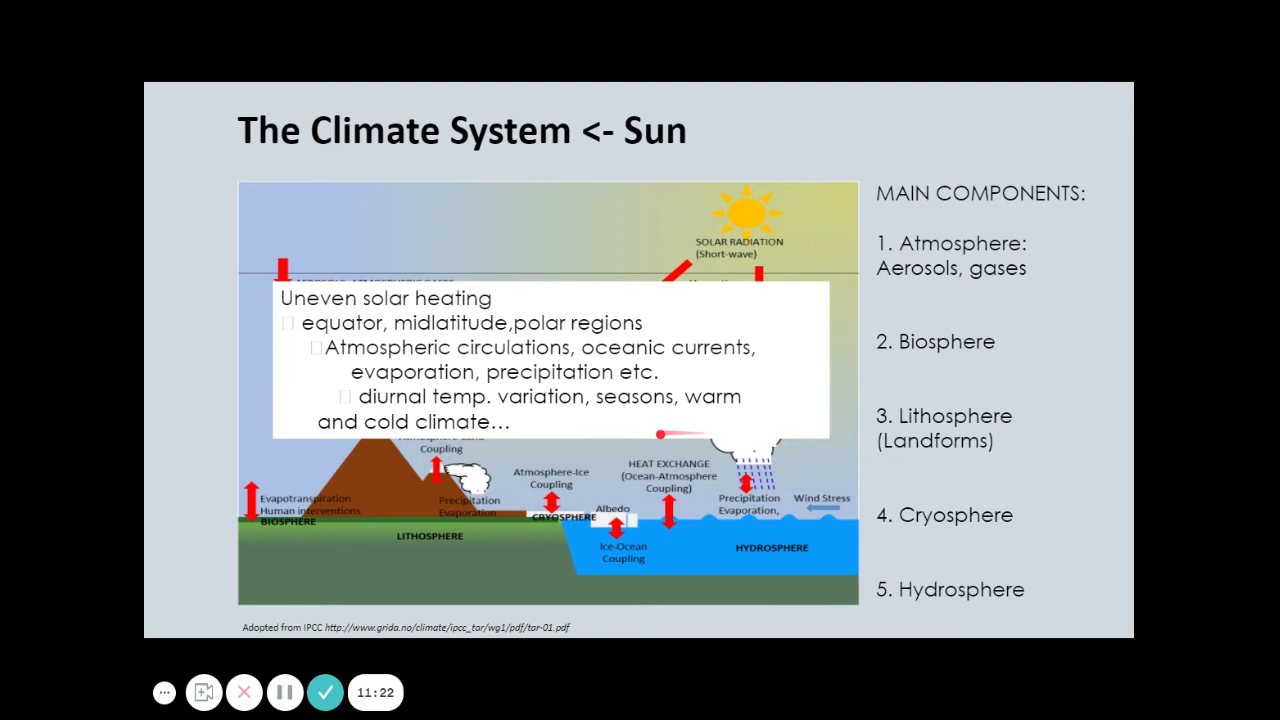 The Climate System <- Sun
SOLAR RADIATION
(Short-wave)
Uneven solar heating
equator, midlatitude,polar regions
Atmospheric circulations, oceanic currents,
evaporation, precipitation etc.
diurnal temp. variation, seasons, warm
and cold climate…
Coupling
Atmosphere-Ice
Coupling
HEAT EXCHANGE
(Ocean-Atmosphere
Coupling)
Precipitation
Evaporation,
Wind Stress
Evapotranspiration
Human interventions
BIOSPHERE
Precipitation
Evaporation
CRYOSPHERE
Albedo
LITHOSPHERE
Ice-Ocean
Coupling
HYDROSPHERE
MAIN COMPONENTS:
1. Atmosphere:
Aerosols, gases
2. Biosphere
3. Lithosphere
(Landforms)
4. Cryosphere
5. Hydrosphere
Adopted from IPCC http://www.grida.no/climate/ipcc_tar/wg1/pdf/tar-01.pdf
11:22